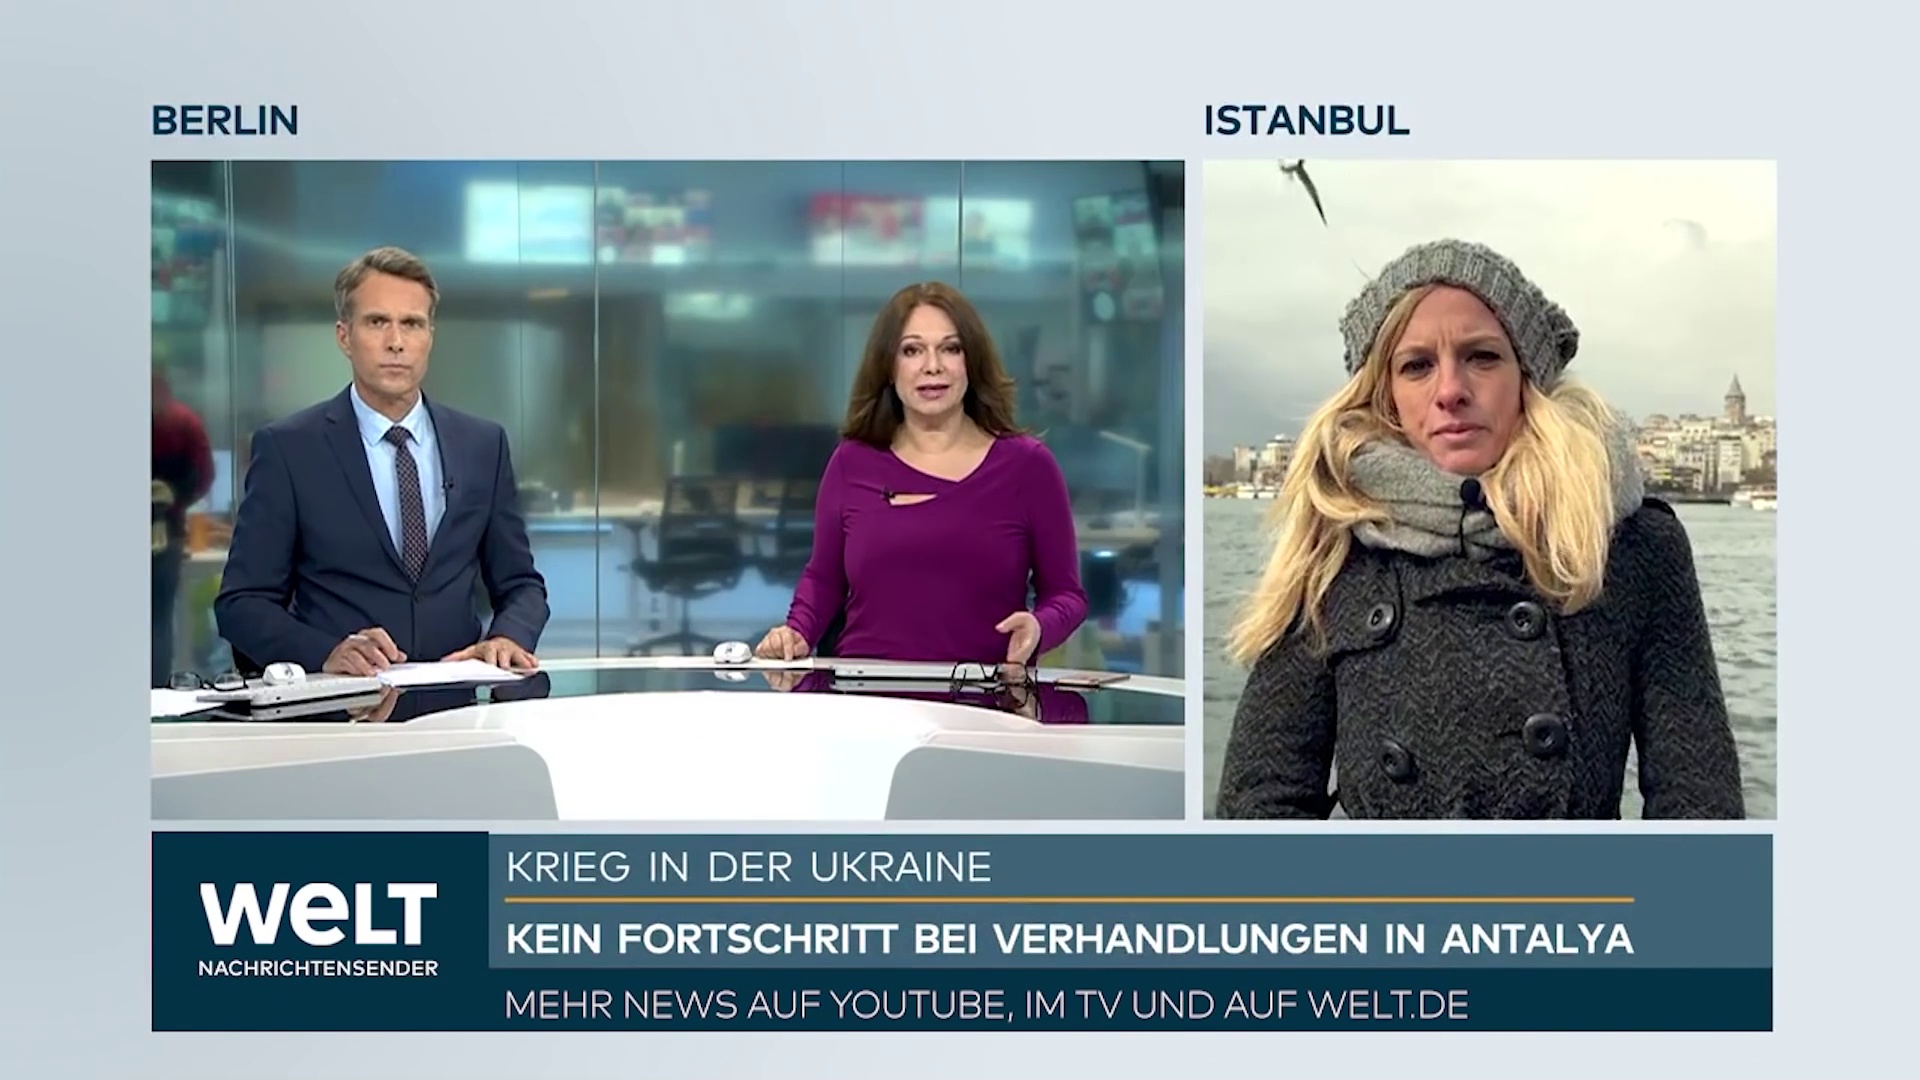 BERLIN
ISTANBUL
KRIEG IN DER UKRAINE
WELT
NACHRICHTENSENDER
KEIN FORTSCHRITT BEI VERHANDLUNGEN IN ANTALYA
MEHR NEWS AUF YOUTUBE, IM TV UND AUF WELT.DE